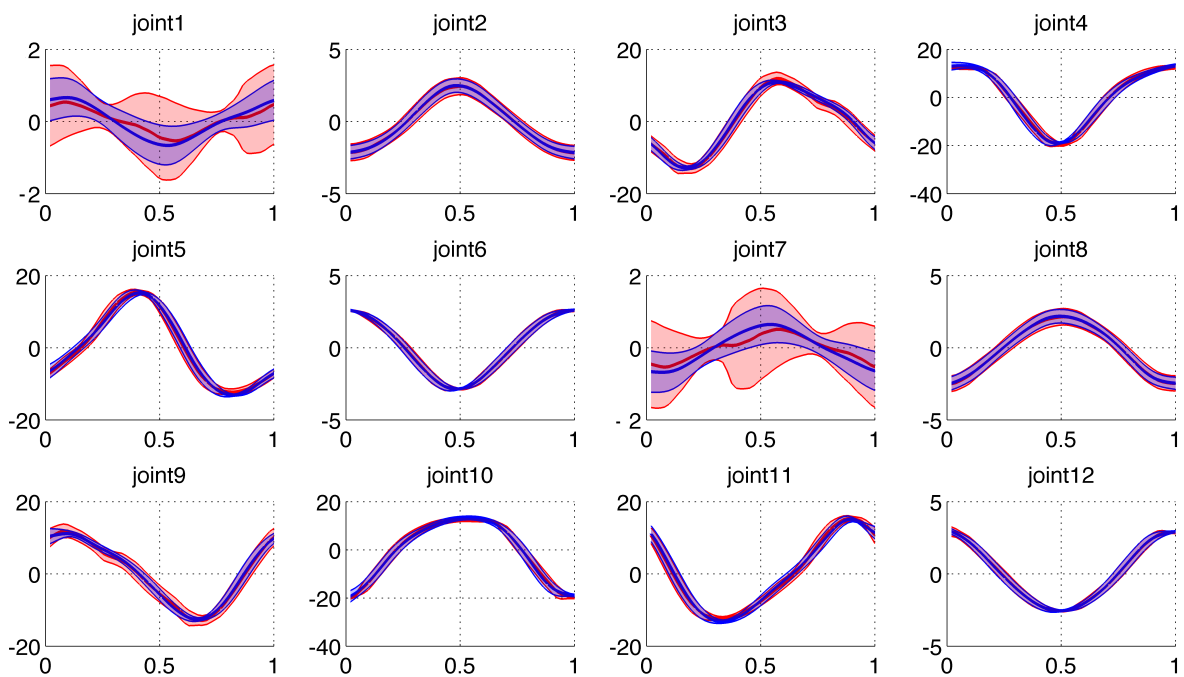 joint1 joint2 joint3 joint4
2 5 20 20
0 0 0 0
-20
-2 -5 -20 -40
0 0.5 1 0 0.5 1 0 0.5 1 0 0.5 1
joint5 joint6 joint7 joint8
20 5 2 5
0 0 0 0
-20 -5 - 2 -5
0 0.5 1 0 0.5 1 0 0.5 1 0 0.5 1
joint9 joint10 joint11 joint12
20 20 20 5
0 0 0 0
-20
-20 -40 -20 -5
0 0.5 1 0 0.5 1 0 0.5 1 0 0.5 1